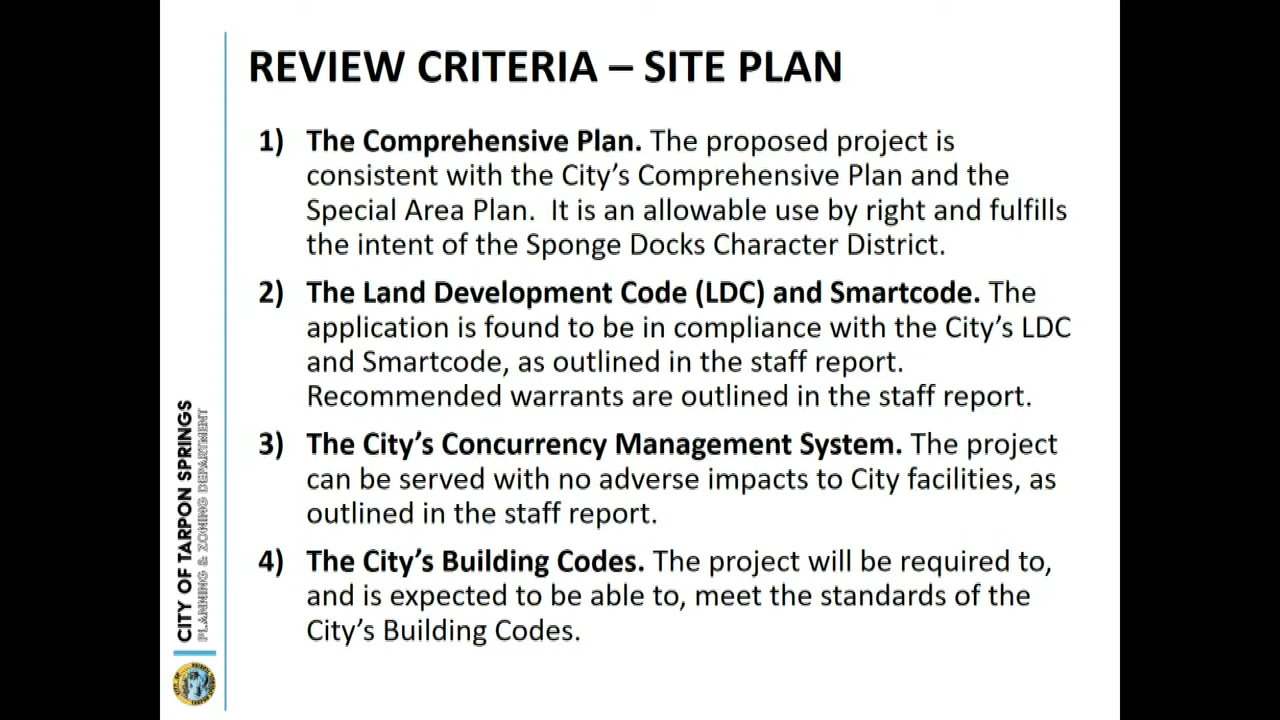 REVIEW CRITERIA – SITE PLAN
1) The Comprehensive Plan. The proposed project is
consistent with the City’s Comprehensive Plan and the
Special Area Plan.  It is an allowable use by right and fulfills
the intent of the Sponge Docks Character District.
2) The Land Development Code (LDC) and Smartcode. The
application is found to be in compliance with the City’s LDC
and Smartcode, as outlined in the staff report.
Recommended warrants are outlined in the staff report.
3) The City’s Concurrency Management System. The project
can be served with no adverse impacts to City facilities, as
outlined in the staff report.
4) The City’s Building Codes. The project will be required to,
and is expected to be able to, meet the standards of the
City’s Building Codes.
CITY OF TARPON SPRINGS
PLANNING & ZONING DEPARTMENT